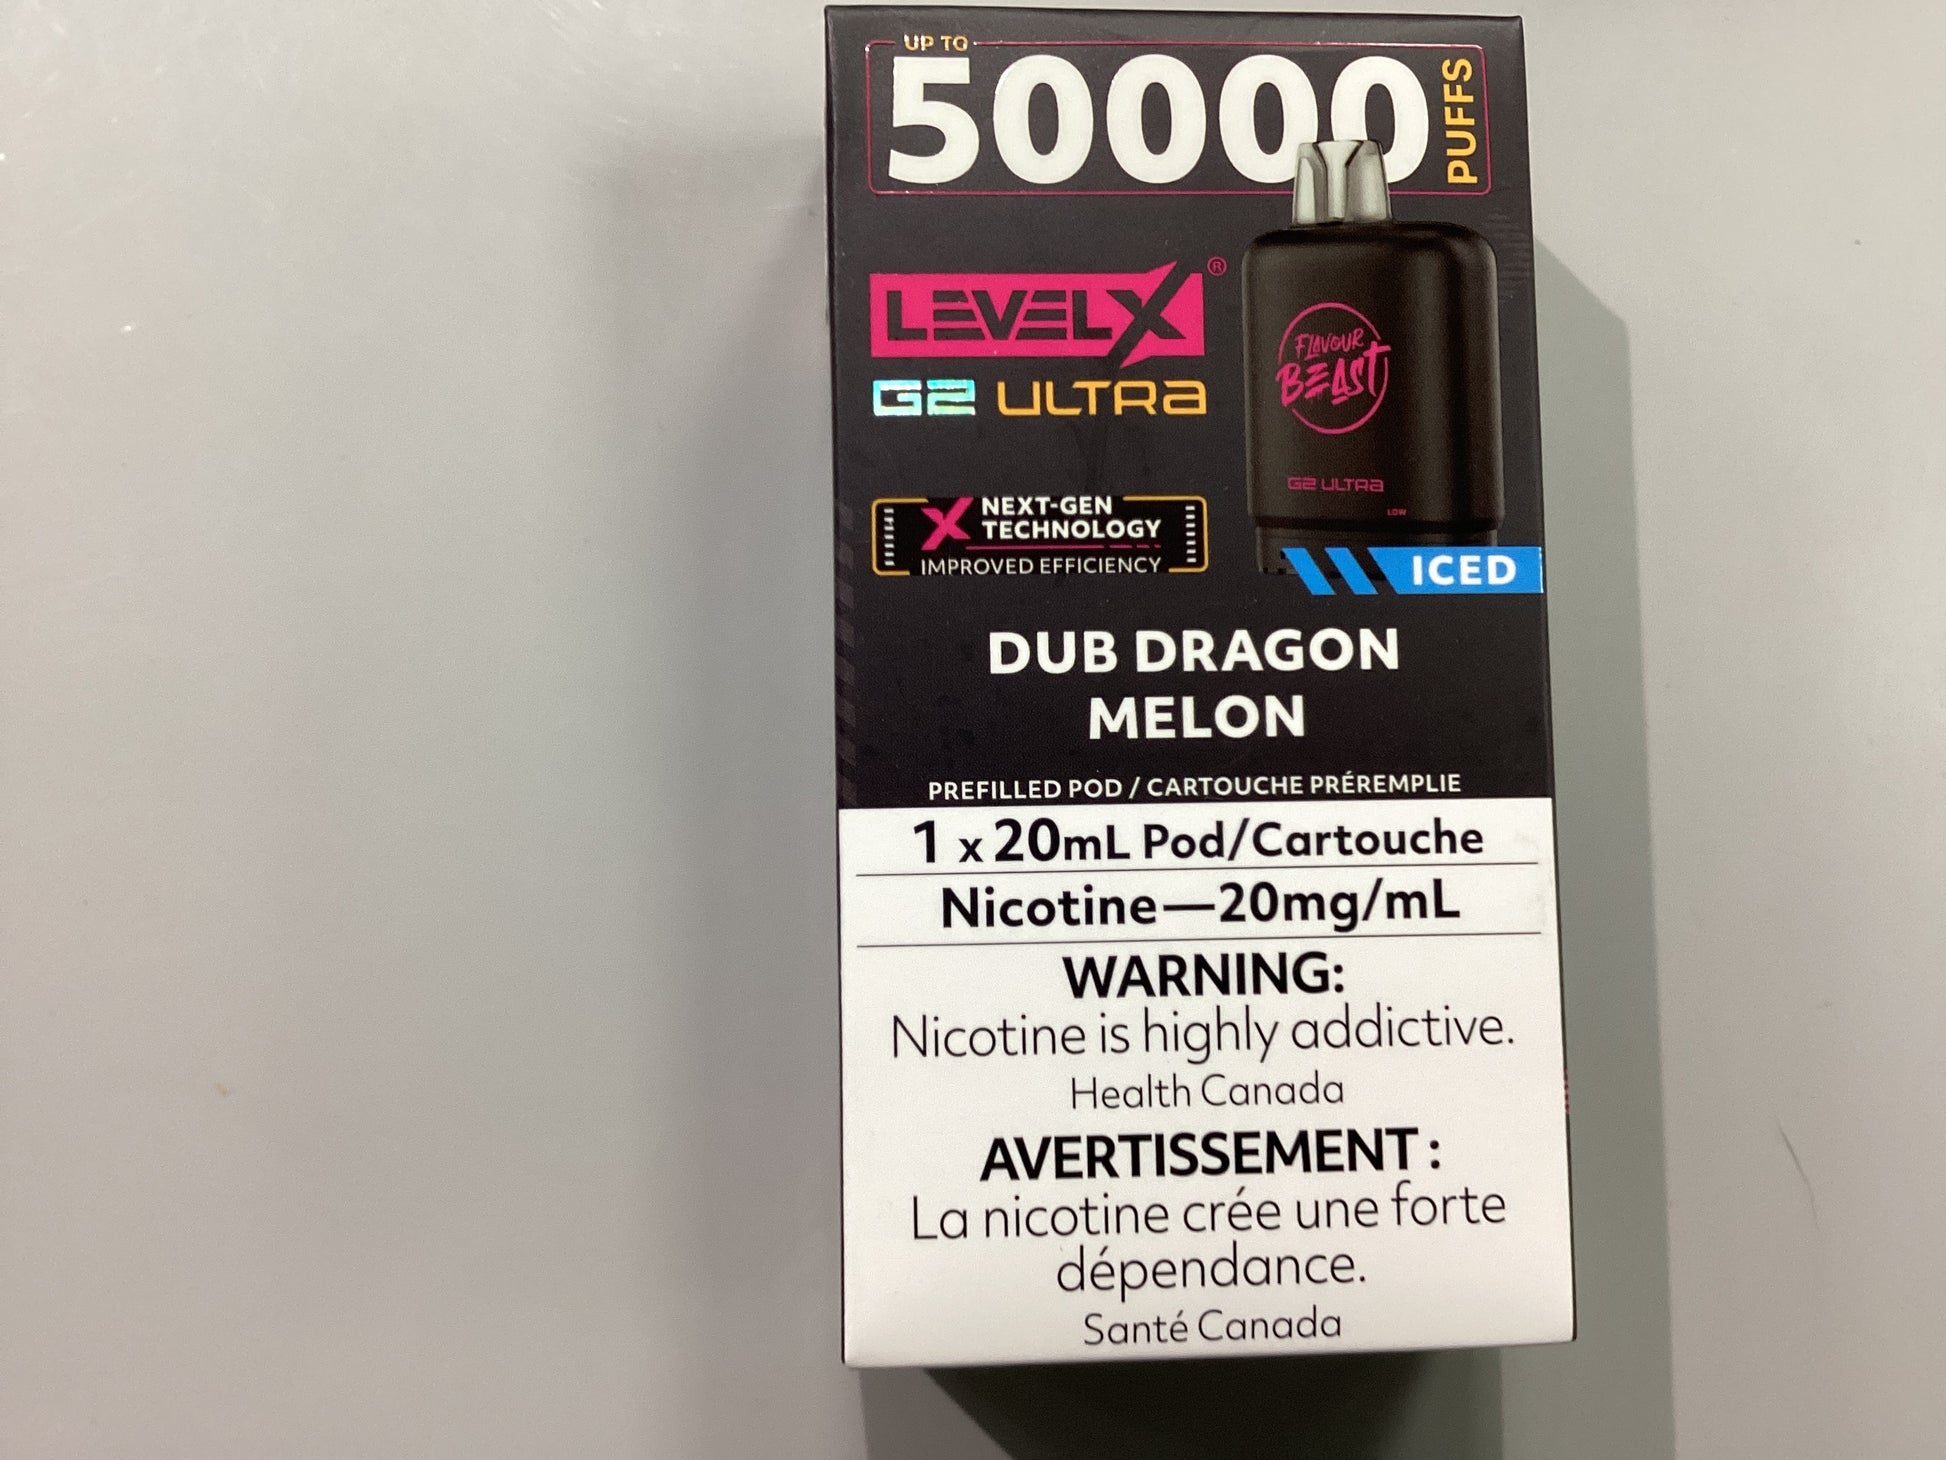 UP TO
50000
PUFFS
LEVELX®
G2 ULTRA
FLAVOUR
BEAST
G2 ULTRA
LOW
X NEXT-GEN
TECHNOLOGY
IMPROVED EFFICIENCY
ICED
DUB DRAGON
MELON
PREFILLED POD / CARTOUCHE PRÉREMPLIE
1 x 20mL Pod/Cartouche
Nicotine—20mg/mL
WARNING:
Nicotine is highly addictive.
Health Canada
AVERTISSEMENT :
La nicotine crée une forte
dépendance.
Santé Canada